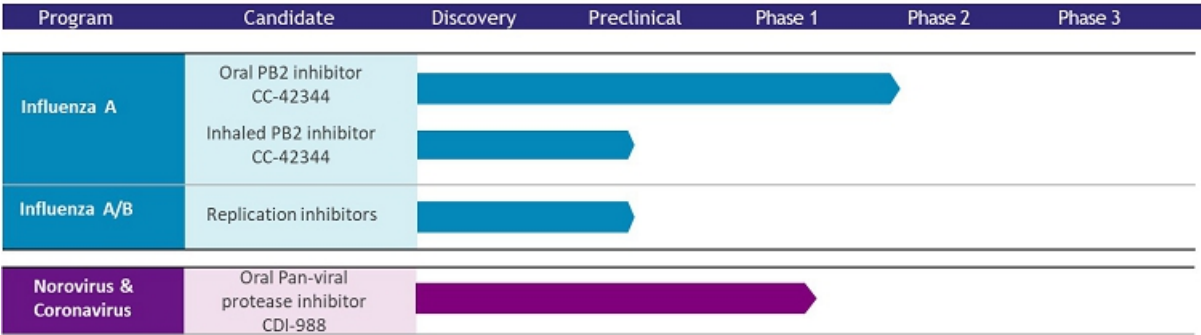 Program Candidate Discovery Preclinical Phase 1 Phase 2 Phase 3
Influenza A
Oral PB2 inhibitor
CC-42344
Inhaled PB2 inhibitor
CC-42344
Influenza A/B
Replication inhibitors
Norovirus &
Coronavirus
Oral Pan-viral
protease inhibitor
CDI-988